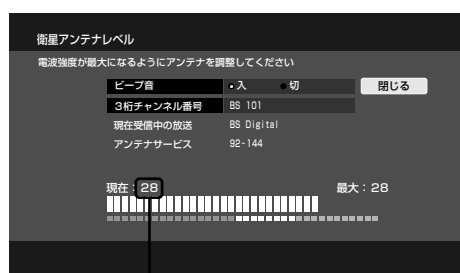 衛星アンテナレベル
電波強度が最大になるようにアンテナを調整してください
ビープ音 ・入 ・切 閉じる
3桁チャンネル番号 BS 101
現在受信中の放送 BS Digital
アンテナサービス 92-144
現在：28 最大：28